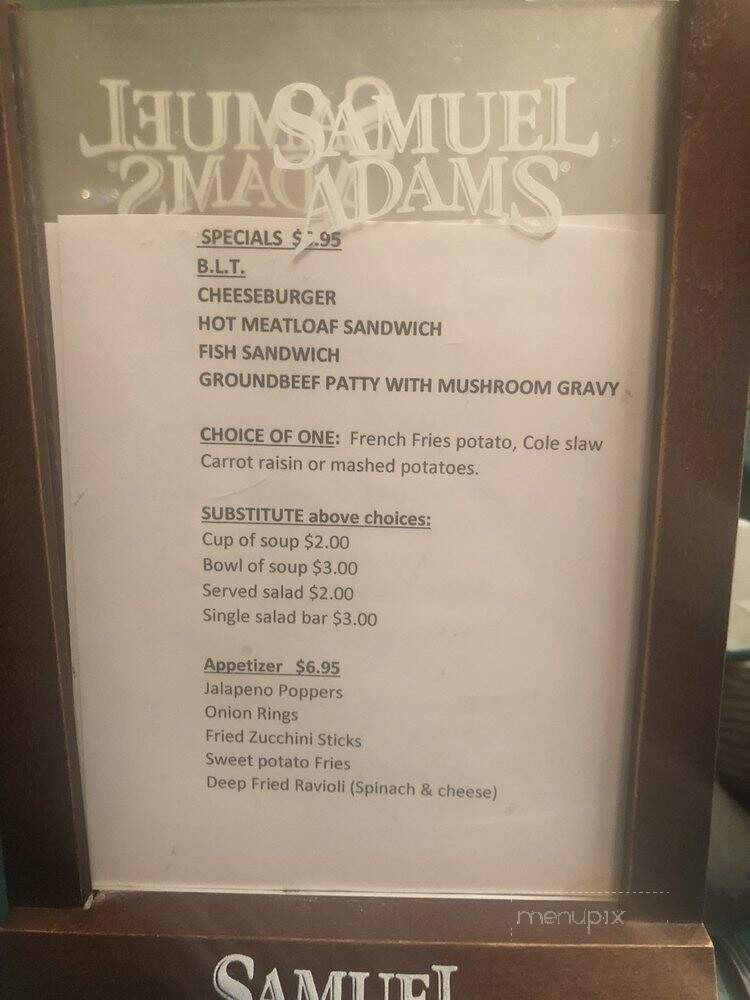 SAMUEL
ADAMS
SPECIALS
B.L.T.
CHEESEBURGER
HOT MEATLOAF SANDWICH
FISH SANDWICH
GROUNDBEEF PATTY WITH MUSHROOM GRAVY
CHOICE OF ONE: French Fries potato, Cole slaw
Carrot raisin or mashed potatoes.
SUBSTITUTE above choices:
Cup of soup $2.00
Bowl of soup $3.00
Served salad $2.00
Single salad bar $3.00
Appetizer $6.95
Jalapeno Poppers
Onion Rings
Fried Zucchini Sticks
Sweet potato Fries
Deep Fried Ravioli (Spinach & cheese)
menupix
SAMUEL